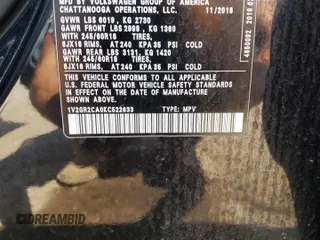 MFD BY VOLKSWAGEN GROUP OF AMERICA
CHATTANOOGA OPERATIONS, LLC. 11/2018
GVWR LBS 6019 , KG 2730
GAWR FRONT LBS 2998 , KG 1360
WITH 245/60R18 TIRES,
8JX18 RIMS, AT 240 KPA 35 PSI COLD
GAWR REAR LBS 3131, KG 1420
WITH 245/60R18 TIRES,
8JX18 RIMS, AT 240 KPA 35 PSI COLD
THIS VEHICLE CONFORMS TO ALL APPLICABLE
U.S. FEDERAL MOTOR VEHICLE SAFETY
STANDARDS IN EFFECT ON THE DATE OF
MANUFACTURE SHOWN ABOVE.
1V2GR2CA0KC522633 TYPE: MPV
DREAMBID